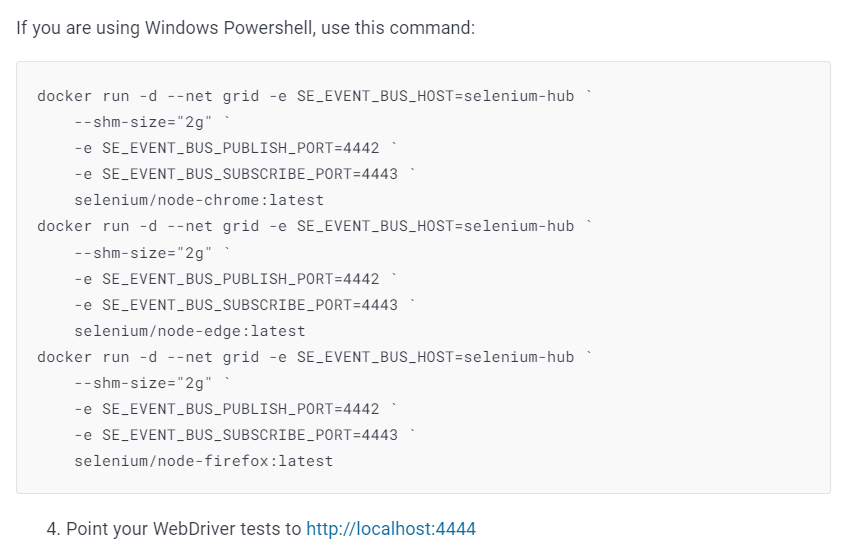 If you are using Windows Powershell, use this command:
docker run -d --net grid -e SE_EVENT_BUS_HOST=selenium-hub `
    --shm-size="2g" `
    -e SE_EVENT_BUS_PUBLISH_PORT=4442 `
    -e SE_EVENT_BUS_SUBSCRIBE_PORT=4443 `
    selenium/node-chrome:latest
docker run -d --net grid -e SE_EVENT_BUS_HOST=selenium-hub `
    --shm-size="2g" `
    -e SE_EVENT_BUS_PUBLISH_PORT=4442 `
    -e SE_EVENT_BUS_SUBSCRIBE_PORT=4443 `
    selenium/node-edge:latest
docker run -d --net grid -e SE_EVENT_BUS_HOST=selenium-hub `
    --shm-size="2g" `
    -e SE_EVENT_BUS_PUBLISH_PORT=4442 `
    -e SE_EVENT_BUS_SUBSCRIBE_PORT=4443 `
    selenium/node-firefox:latest
4. Point your WebDriver tests to http://localhost:4444